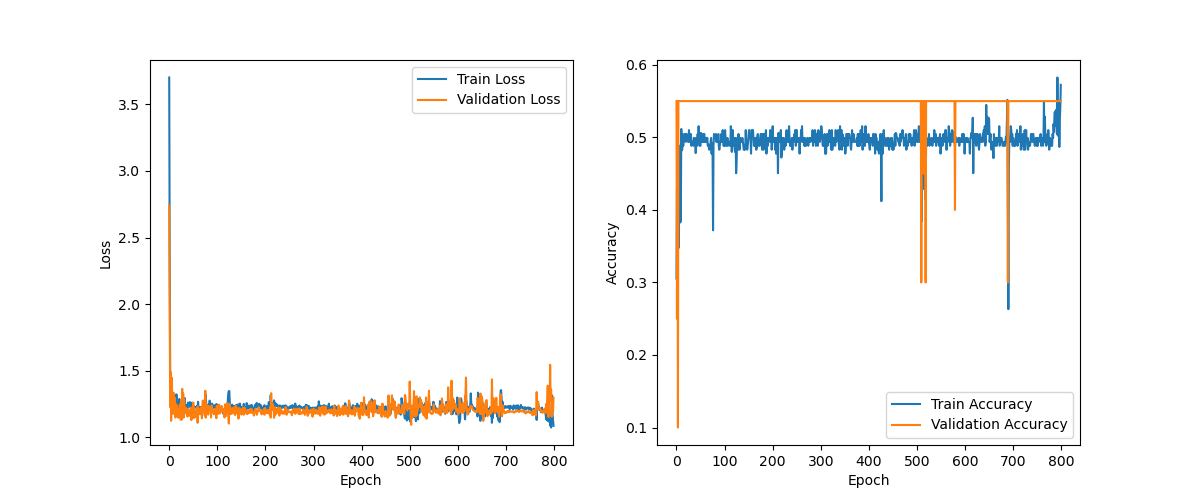 Train Loss
Validation Loss
3.5
3.0
2.5
2.0
1.5
1.0
Loss
0 100 200 300 400 500 600 700 800
Epoch
0.6
0.5
0.4
0.3
0.2
0.1
Accuracy
Train Accuracy
Validation Accuracy
0 100 200 300 400 500 600 700 800
Epoch